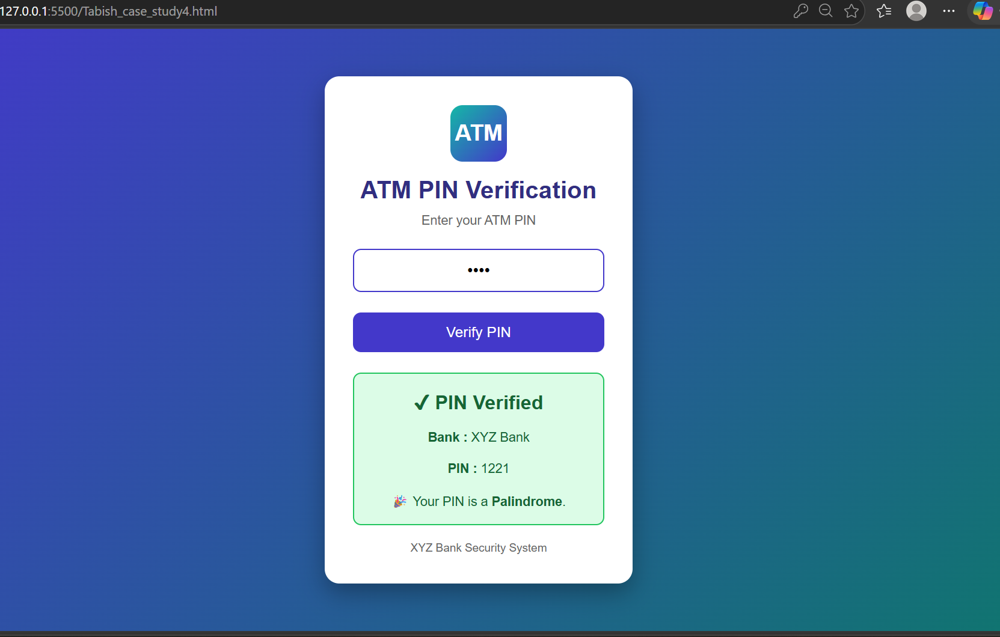 127.0.0.1:5500/Tabish_case_study4.html
ATM
ATM PIN Verification
Enter your ATM PIN
••••
Verify PIN
✔ PIN Verified
Bank : XYZ Bank
PIN : 1221
🎉 Your PIN is a Palindrome.
XYZ Bank Security System